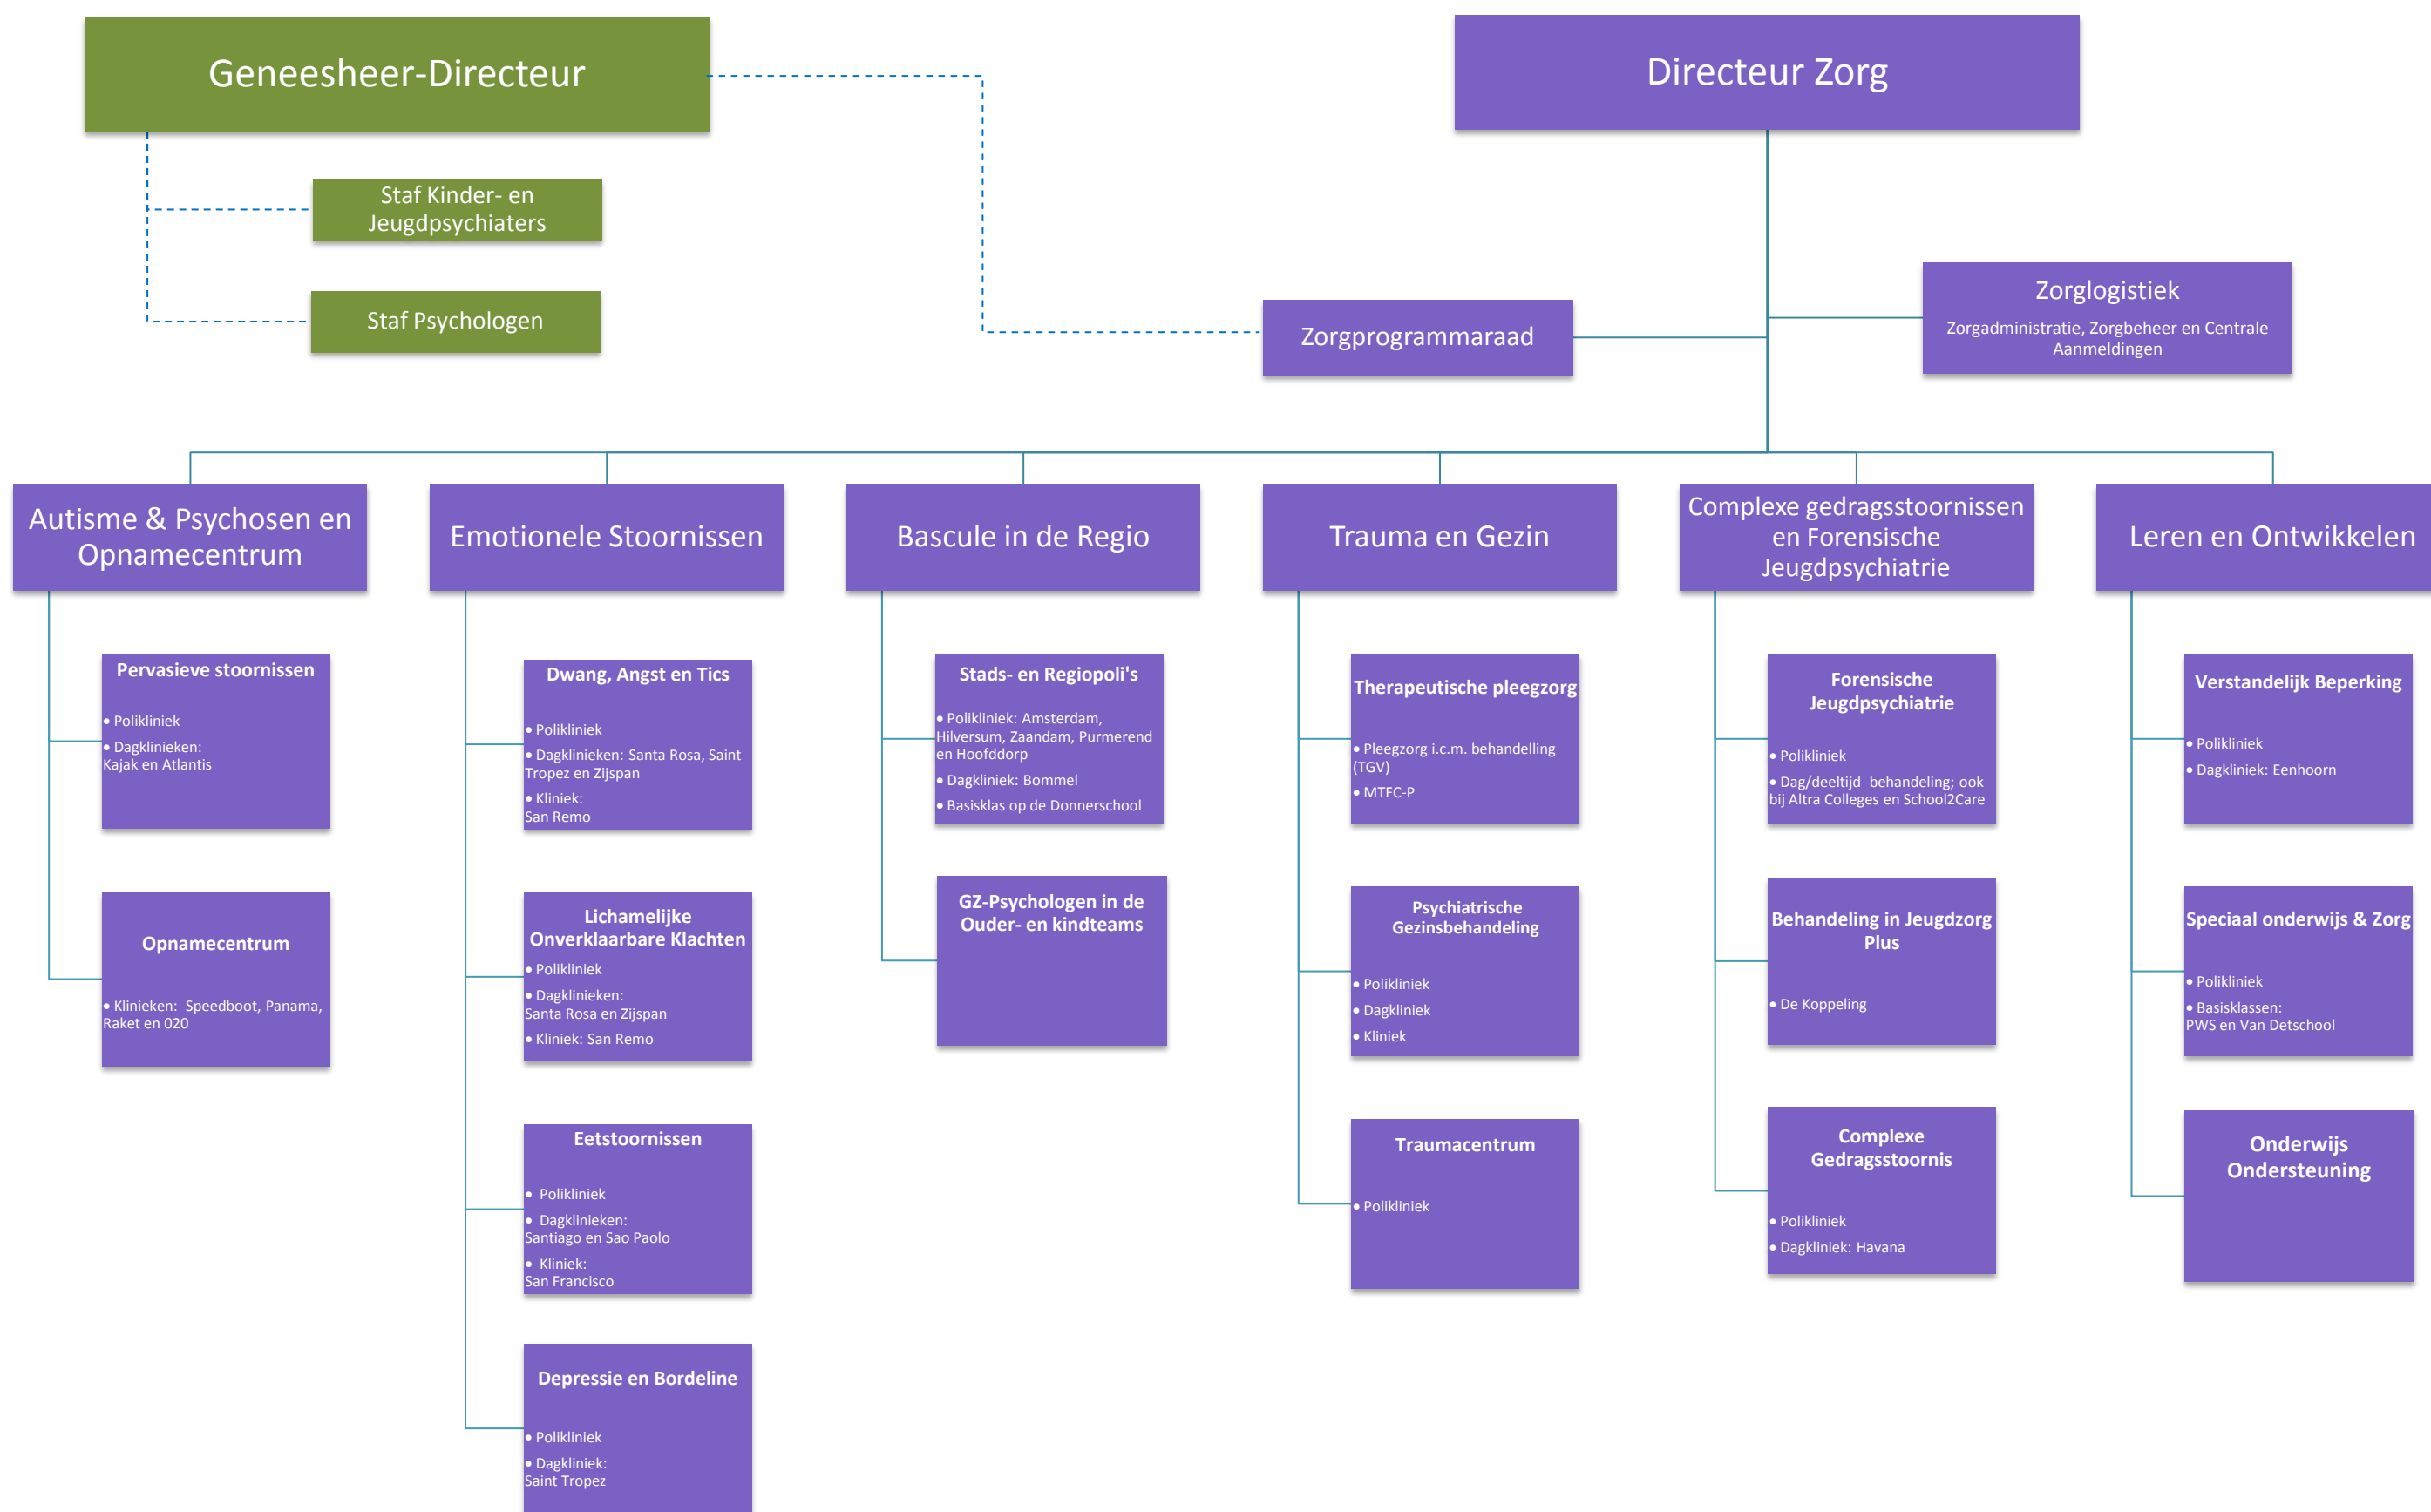 Geneesheer-Directeur
Directeur Zorg
Staf Kinder- en
Jeugdpsychiaters
Staf Psychologen
Zorgprogrammaraad
Zorglogistiek
Zorgadministratie, Zorgbeheer en Centrale
Aanmeldingen
Autisme & Psychosen en
Opnamecentrum
Emotionele Stoornissen
Bascule in de Regio
Trauma en Gezin
Complexe gedragsstoornissen
en Forensische
Jeugdpsychiatrie
Leren en Ontwikkelen
Pervasieve stoornissen
• Polikliniek
• Dagklinieken:
Kajak en Atlantis
Opnamecentrum
• Klinieken:  Speedboot, Panama,
Raket en 020
Dwang, Angst en Tics
• Polikliniek
• Dagklinieken: Santa Rosa, Saint
Tropez en Zijspan
• Kliniek:
San Remo
Lichamelijke
Onverklaarbare Klachten
• Polikliniek
• Dagklinieken:
Santa Rosa en Zijspan
• Kliniek: San Remo
Eetstoornissen
• Polikliniek
• Dagklinieken:
Santiago en Sao Paolo
• Kliniek:
San Francisco
Depressie en Bordeline
• Polikliniek
• Dagkliniek:
Saint Tropez
Stads- en Regiopoli's
• Polikliniek: Amsterdam,
Hilversum, Zaandam, Purmerend
en Hoofddorp
• Dagkliniek: Bommel
• Basisklas op de Donnerschool
GZ-Psychologen in de
Ouder- en kindteams
Therapeutische pleegzorg
• Pleegzorg i.c.m. behandelling
(TGV)
• MTFC-P
Psychiatrische
Gezinsbehandeling
• Polikliniek
• Dagkliniek
• Kliniek
Traumacentrum
• Polikliniek
Forensische
Jeugdpsychiatrie
• Polikliniek
• Dag/deeltijd  behandeling; ook
bij Altra Colleges en School2Care
Behandeling in Jeugdzorg
Plus
• De Koppeling
Complexe
Gedragsstoornis
• Polikliniek
• Dagkliniek: Havana
Verstandelijk Beperking
• Polikliniek
• Dagkliniek: Eenhoorn
Speciaal onderwijs & Zorg
• Polikliniek
• Basisklassen:
PWS en Van Detschool
Onderwijs
Ondersteuning